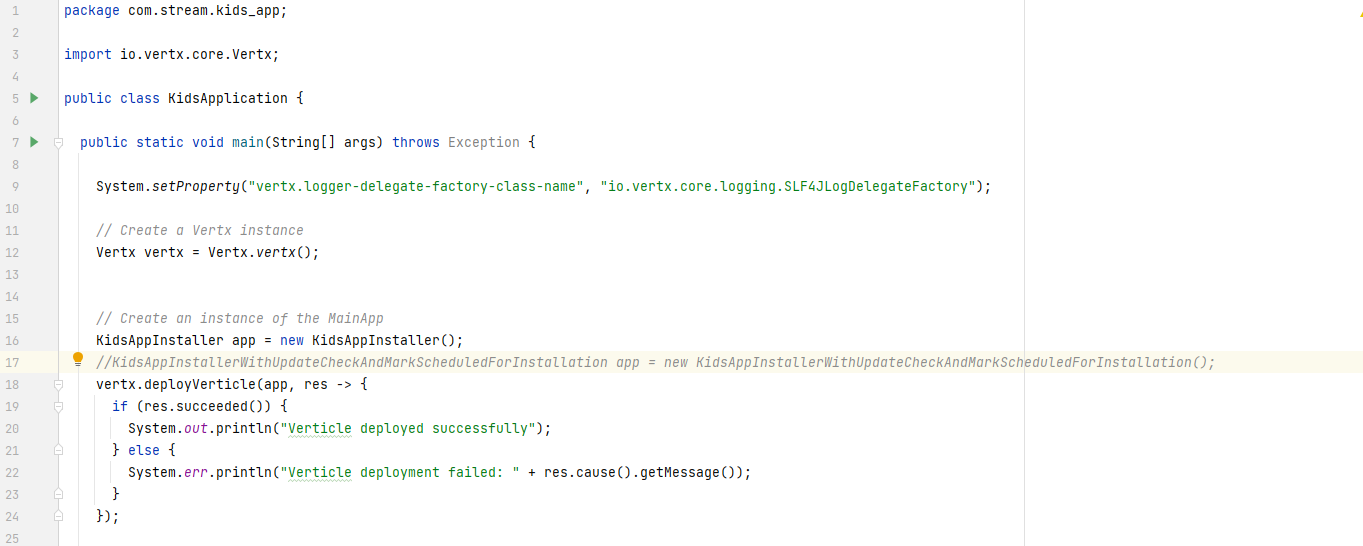 1 package com.stream.kids_app;
2
3 import io.vertx.core.Vertx;
4
5 public class KidsApplication {
6
7 public static void main(String[] args) throws Exception {
8
9 System.setProperty("vertx.logger-delegate-factory-class-name", "io.vertx.core.logging.SLF4JLogDelegateFactory");
10
11 // Create a Vertx instance
12 Vertx vertx = Vertx.vertx();
13
14
15 // Create an instance of the MainApp
16 KidsAppInstaller app = new KidsAppInstaller();
17 //KidsAppInstallerWithUpdateCheckAndMarkScheduledForInstallation app = new KidsAppInstallerWithUpdateCheckAndMarkScheduledForInstallation();
18 vertx.deployVerticle(app, res -> {
19 if (res.succeeded()) {
20 System.out.println("Verticle deployed successfully");
21 } else {
22 System.err.println("Verticle deployment failed: " + res.cause().getMessage());
23 }
24 });
25